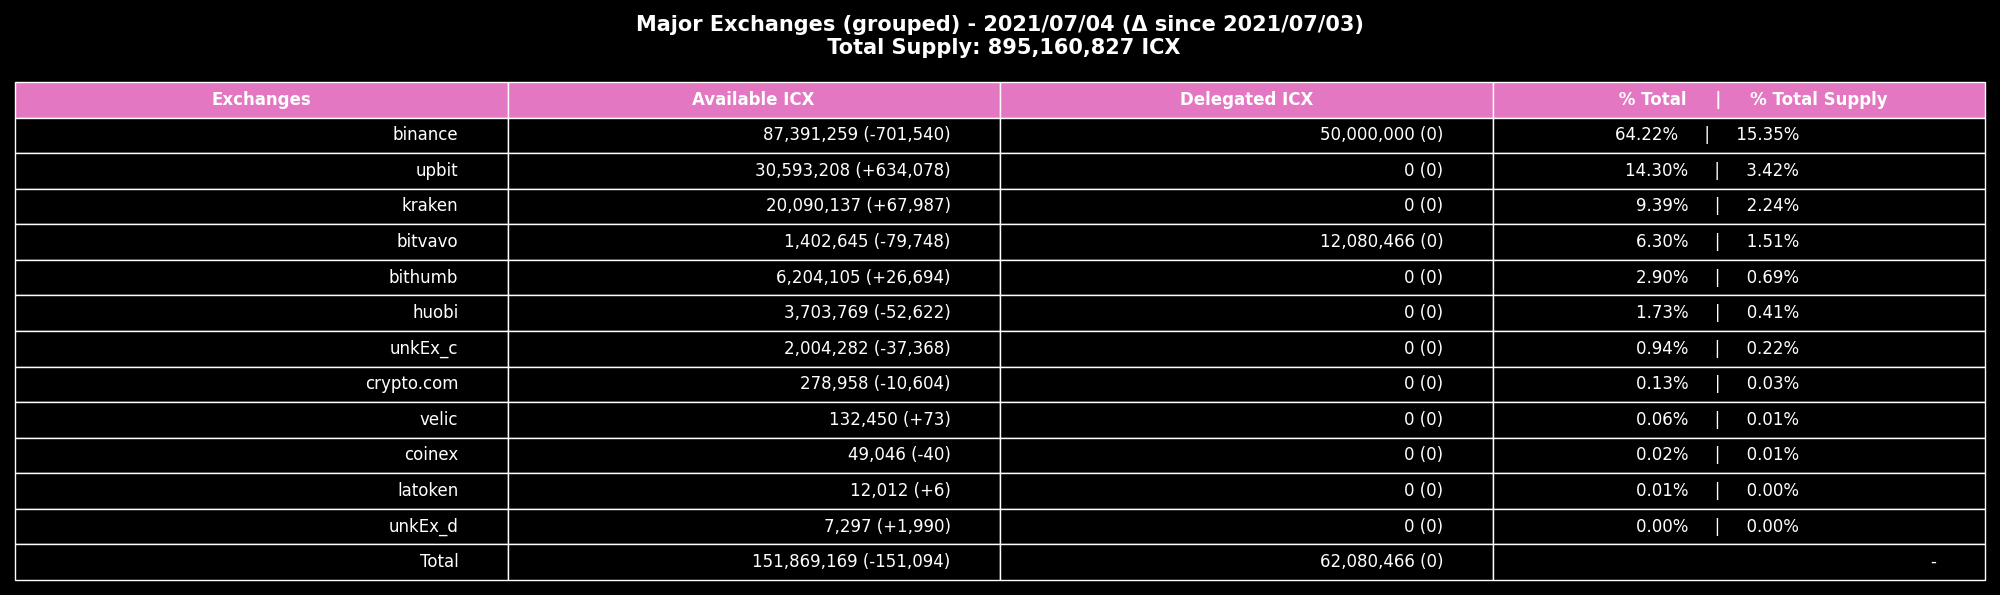 Major Exchanges (grouped) - 2021/07/04 (Δ since 2021/07/03)
Total Supply: 895,160,827 ICX
Exchanges Available ICX Delegated ICX % Total | % Total Supply
binance 87,391,259 (-701,540) 50,000,000 (0) 64.22% | 15.35%
upbit 30,593,208 (+634,078) 0 (0) 14.30% | 3.42%
kraken 20,090,137 (+67,987) 0 (0) 9.39% | 2.24%
bitvavo 1,402,645 (-79,748) 12,080,466 (0) 6.30% | 1.51%
bithumb 6,204,105 (+26,694) 0 (0) 2.90% | 0.69%
huobi 3,703,769 (-52,622) 0 (0) 1.73% | 0.41%
unkEx_c 2,004,282 (-37,368) 0 (0) 0.94% | 0.22%
crypto.com 278,958 (-10,604) 0 (0) 0.13% | 0.03%
velic 132,450 (+73) 0 (0) 0.06% | 0.01%
coinex 49,046 (-40) 0 (0) 0.02% | 0.01%
latoken 12,012 (+6) 0 (0) 0.01% | 0.00%
unkEx_d 7,297 (+1,990) 0 (0) 0.00% | 0.00%
Total 151,869,169 (-151,094) 62,080,466 (0) -